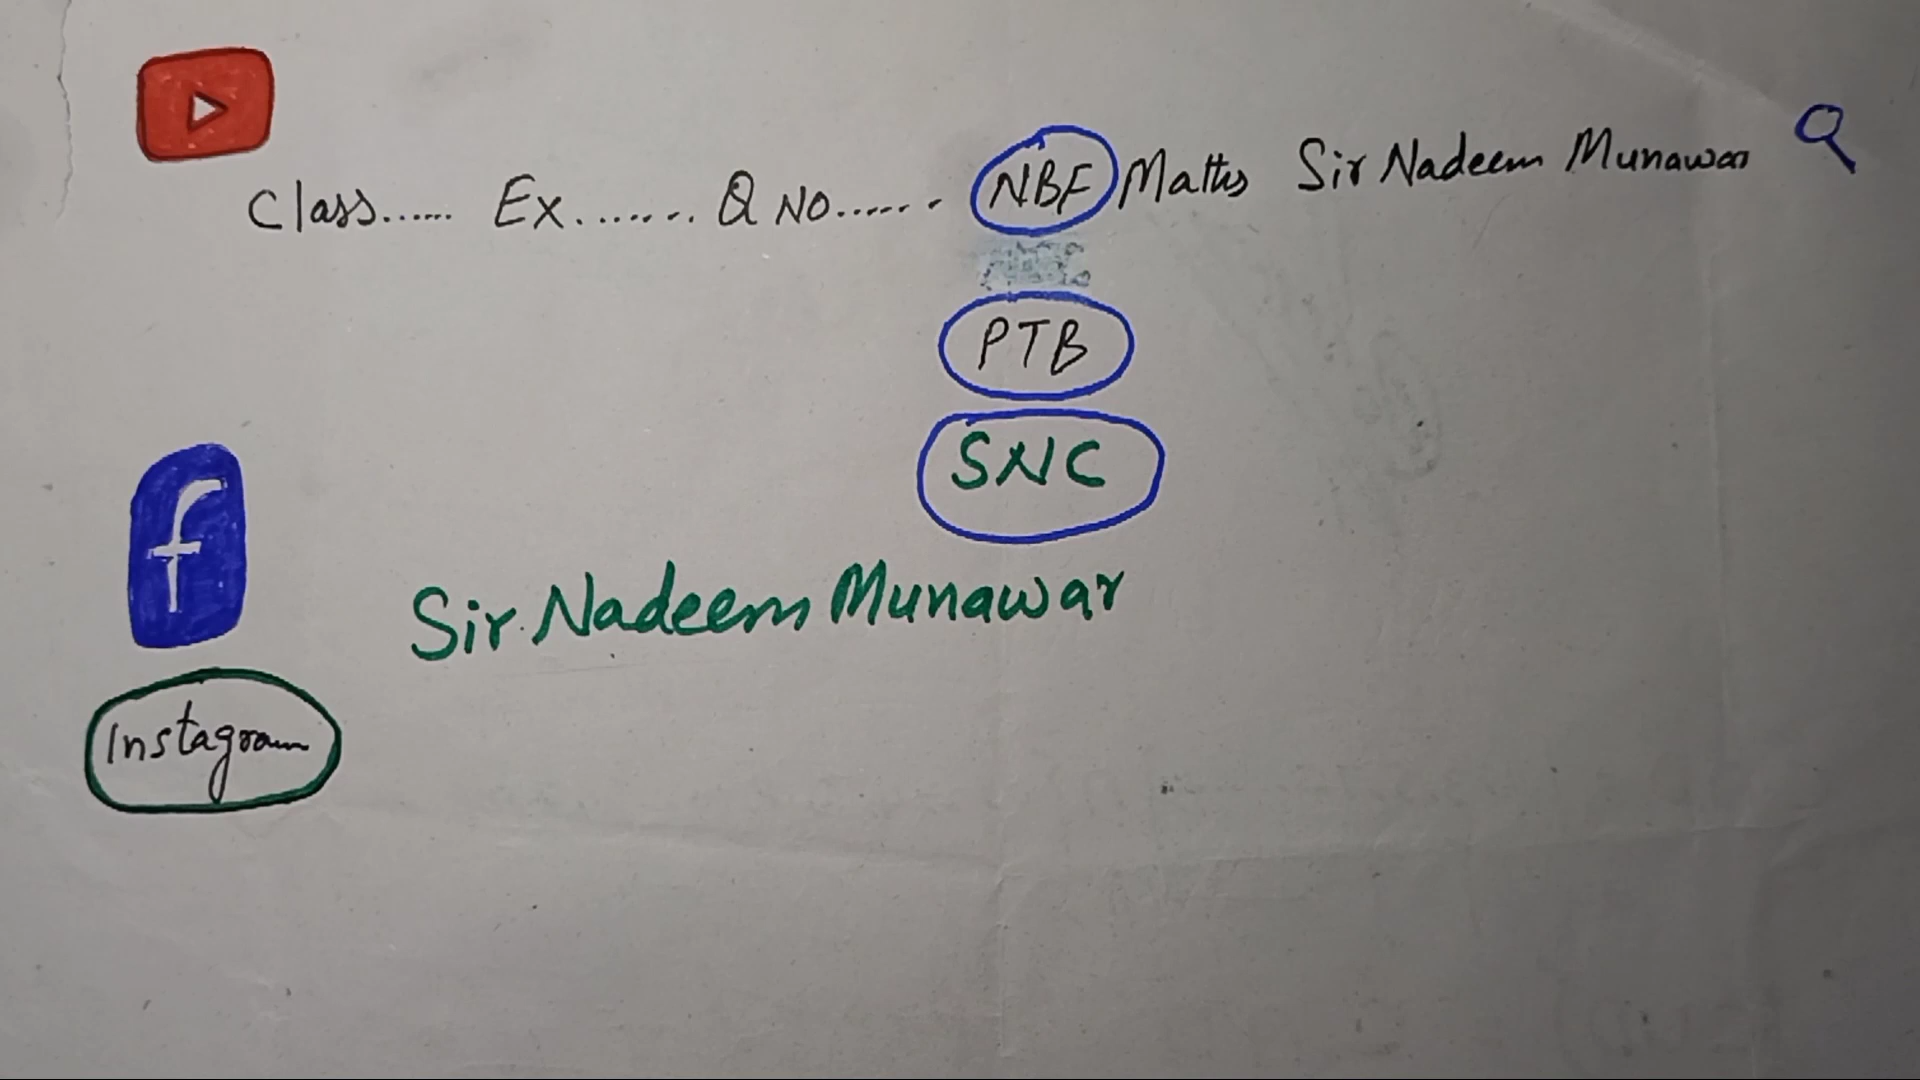 Class...... Ex........ Q No....... NBF Maths Sir Nadeem Munawar
PTB
SNC
f
Sir Nadeem Munawar
Instagram